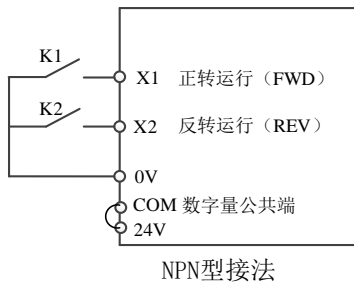 K1
X1 正转运行（FWD）
K2
X2 反转运行（REV）
0V
COM 数字量公共端
24V
NPN型接法